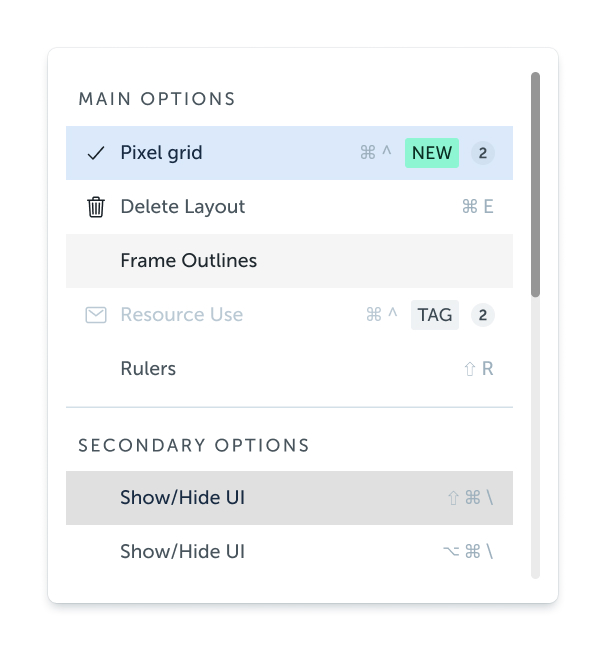 MAIN OPTIONS
Pixel grid ⌘ ^ NEW 2
Delete Layout ⌘ E
Frame Outlines
Resource Use ⌘ ^ TAG 2
Rulers ⇧ R
SECONDARY OPTIONS
Show/Hide UI ⇧ ⌘ \
Show/Hide UI ⌥ ⌘ \